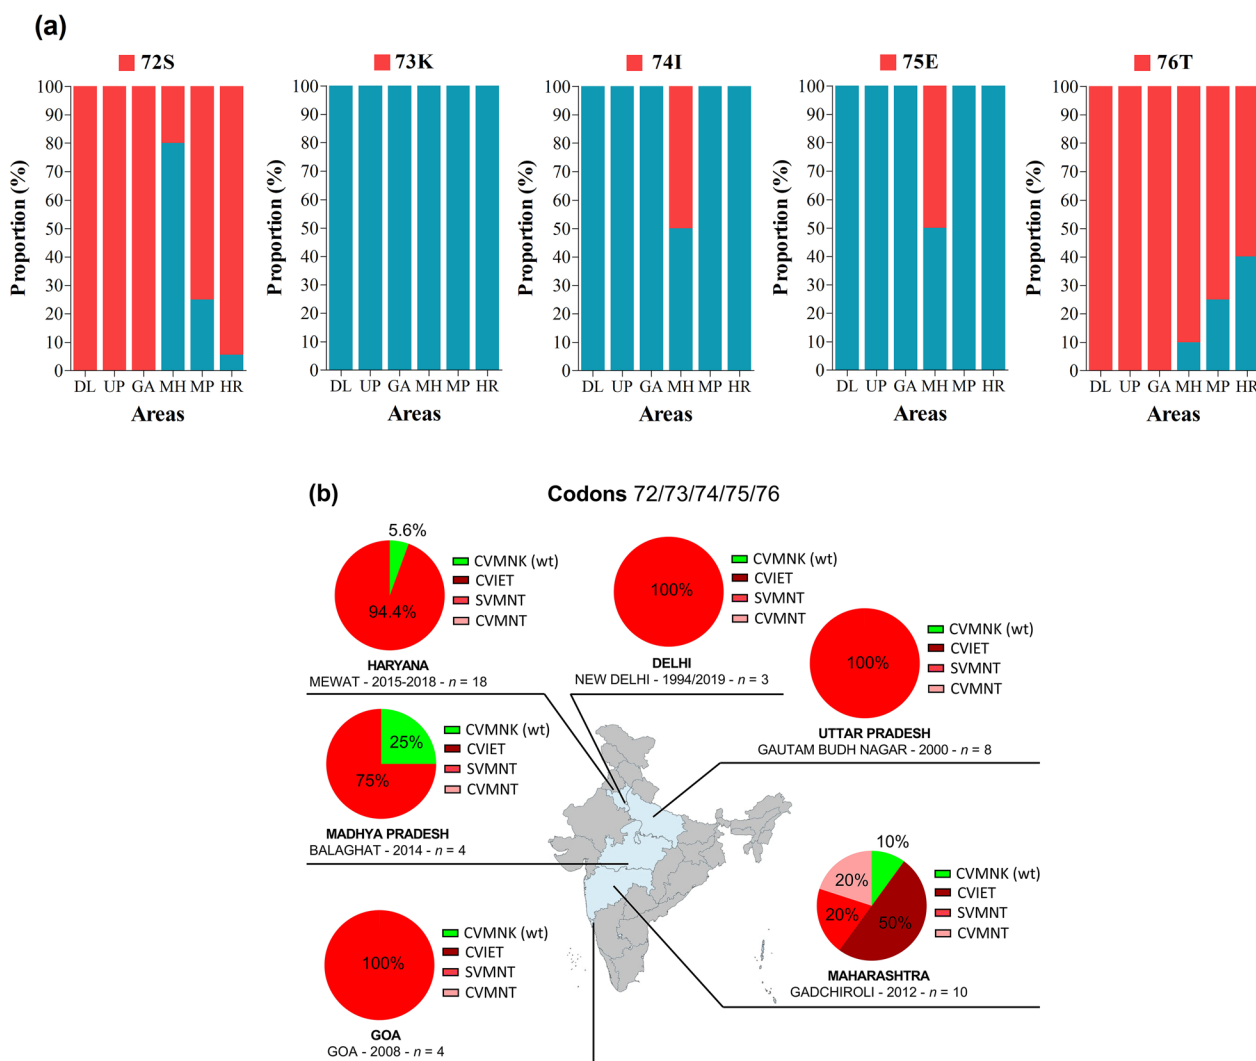 (a)
72S
73K
74I
75E
76T
Proportion (%)
100
90
80
70
60
50
40
30
20
10
0
DL UP GA MH MP HR
Areas
Proportion (%)
100
90
80
70
60
50
40
30
20
10
0
DL UP GA MH MP HR
Areas
Proportion (%)
100
90
80
70
60
50
40
30
20
10
0
DL UP GA MH MP HR
Areas
Proportion (%)
100
90
80
70
60
50
40
30
20
10
0
DL UP GA MH MP HR
Areas
Proportion (%)
100
90
80
70
60
50
40
30
20
10
0
DL UP GA MH MP HR
Areas
(b)
Codons 72/73/74/75/76
5.6%
94.4%
CVMNK (wt)
CVIET
SVMNT
CVMNT
HARYANA
MEWAT - 2015-2018 - n = 18
100%
CVMNK (wt)
CVIET
SVMNT
CVMNT
DELHI
NEW DELHI - 1994/2019 - n = 3
100%
CVMNK (wt)
CVIET
SVMNT
CVMNT
UTTAR PRADESH
GAUTAM BUDH NAGAR - 2000 - n = 8
25%
75%
CVMNK (wt)
CVIET
SVMNT
CVMNT
MADHYA PRADESH
BALAGHAT - 2014 - n = 4
10%
20%
20%
50%
CVMNK (wt)
CVIET
SVMNT
CVMNT
MAHARASHTRA
GADCHIROLI - 2012 - n = 10
100%
CVMNK (wt)
CVIET
SVMNT
CVMNT
GOA
GOA - 2008 - n = 4